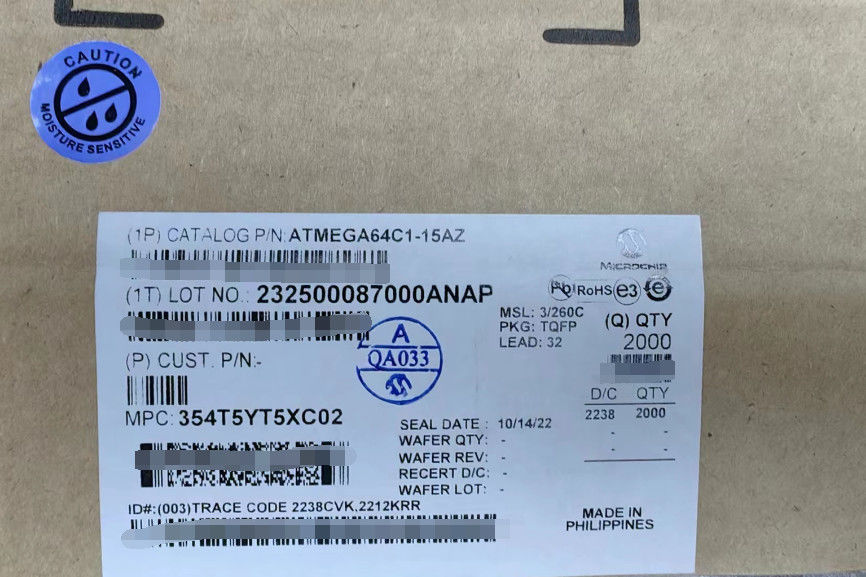 CAUTION
MOISTURE SENSITIVE
(1P) CATALOG P/N: ATMEGA64C1-15AZ
MICROCHIP
(1T) LOT NO.: 232500087000ANAP
Pb RoHS e3 e
MSL: 3/260C
PKG: TQFP
LEAD: 32
(Q) QTY
2000
A
QA033
(P) CUST. P/N:-
D/C QTY
2238 2000
- -
- -
MPC: 354T5YT5XC02
SEAL DATE : 10/14/22
WAFER QTY: -
WAFER REV: -
RECERT D/C: -
WAFER LOT: -
ID#:(003)TRACE CODE 2238CVK.2212KRR
MADE IN
PHILIPPINES